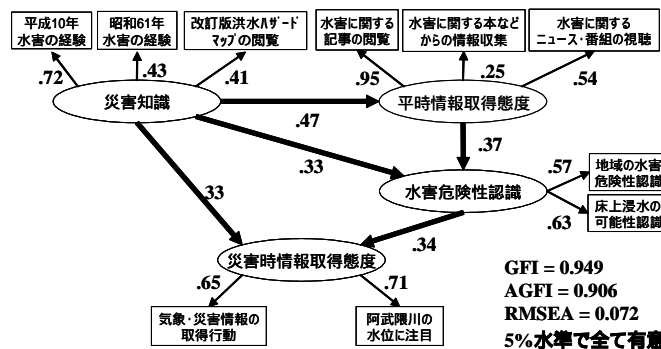 平成10年
水害の経験
昭和61年
水害の経験
改訂版洪水ハザード
マップの閲覧
水害に関する
記事の閲覧
水害に関する本など
からの情報収集
水害に関する
ニュース・番組の視聴
.72
.43
.41
.95
.25
.54
災害知識
平時情報取得態度
.47
.37
.33
.33
水害危険性認識
.57
地域の水害
危険性認識
.63
床上浸水の
可能性認識
.34
災害時情報取得態度
.65
.71
気象・災害情報の
取得行動
阿武隈川の
水位に注目
GFI = 0.949
AGFI = 0.906
RMSEA = 0.072
5%水準で全て有意